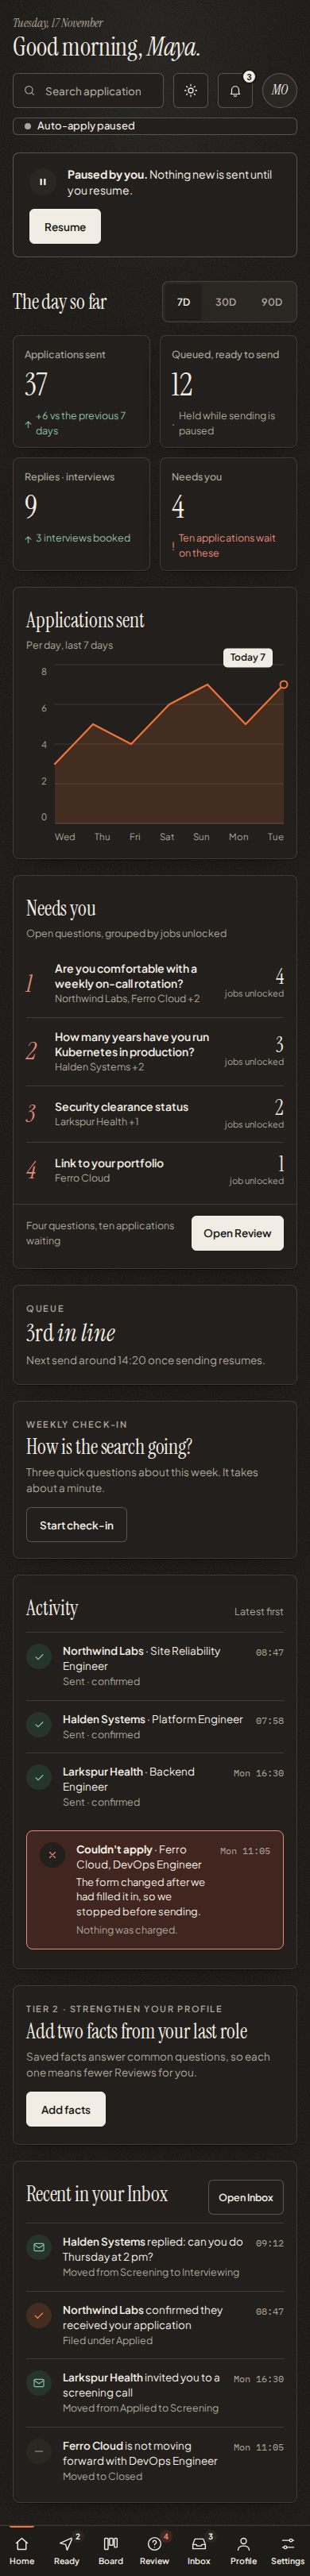 Tuesday, 17 November
Good morning, Maya.
Search application
3
MO
Auto-apply paused
Paused by you. Nothing new is sent until
you resume.
Resume
The day so far
7D 30D 90D
Applications sent
37
↑ +6 vs the previous 7
days
Queued, ready to send
12
· Held while sending is
paused
Replies · interviews
9
↑ 3 interviews booked
Needs you
4
! Ten applications wait
on these
Applications sent
Per day, last 7 days
Today 7
8
6
4
2
0
Wed Thu Fri Sat Sun Mon Tue
Needs you
Open questions, grouped by jobs unlocked
1
Are you comfortable with a
weekly on-call rotation?
Northwind Labs, Ferro Cloud +2
4
jobs unlocked
2
How many years have you run
Kubernetes in production?
Halden Systems +2
3
jobs unlocked
3
Security clearance status
Larkspur Health +1
2
jobs unlocked
4
Link to your portfolio
Ferro Cloud
1
job unlocked
Four questions, ten applications
waiting
Open Review
QUEUE
3rd in line
Next send around 14:20 once sending resumes.
WEEKLY CHECK-IN
How is the search going?
Three quick questions about this week. It takes
about a minute.
Start check-in
Activity
Latest first
Northwind Labs · Site Reliability
Engineer
Sent · confirmed
08:47
Halden Systems · Platform Engineer
Sent · confirmed
07:58
Larkspur Health · Backend
Engineer
Sent · confirmed
Mon 16:30
Couldn't apply · Ferro
Cloud, DevOps Engineer
The form changed after we
had filled it in, so we
stopped before sending.
Nothing was charged.
Mon 11:05
TIER 2 · STRENGTHEN YOUR PROFILE
Add two facts from your last role
Saved facts answer common questions, so each
one means fewer Reviews for you.
Add facts
Recent in your Inbox
Open Inbox
Halden Systems replied: can you do
Thursday at 2 pm?
Moved from Screening to Interviewing
09:12
Northwind Labs confirmed they
received your application
Filed under Applied
08:47
Larkspur Health invited you to a
screening call
Moved from Applied to Screening
Mon 16:30
Ferro Cloud is not moving
forward with DevOps Engineer
Moved to Closed
Mon 11:05
2 4 3
Home Ready Board Review Inbox Profile Settings